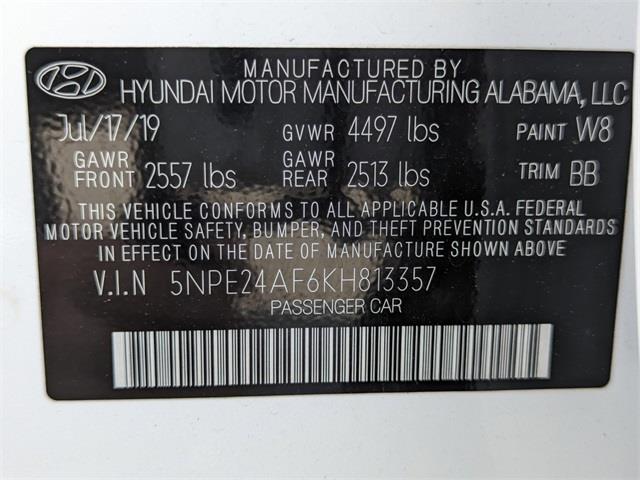 MANUFACTURED BY
HYUNDAI MOTOR MANUFACTURING ALABAMA, LLC
Jul/17/19 GVWR 4497 lbs PAINT W8
GAWR FRONT 2557 lbs GAWR REAR 2513 lbs TRIM BB
THIS VEHICLE CONFORMS TO ALL APPLICABLE U.S.A. FEDERAL
MOTOR VEHICLE SAFETY, BUMPER, AND THEFT PREVENTION STANDARDS
IN EFFECT ON THE DATE OF MANUFACTURE SHOWN ABOVE
V.I.N 5NPE24AF6KH813357
PASSENGER CAR